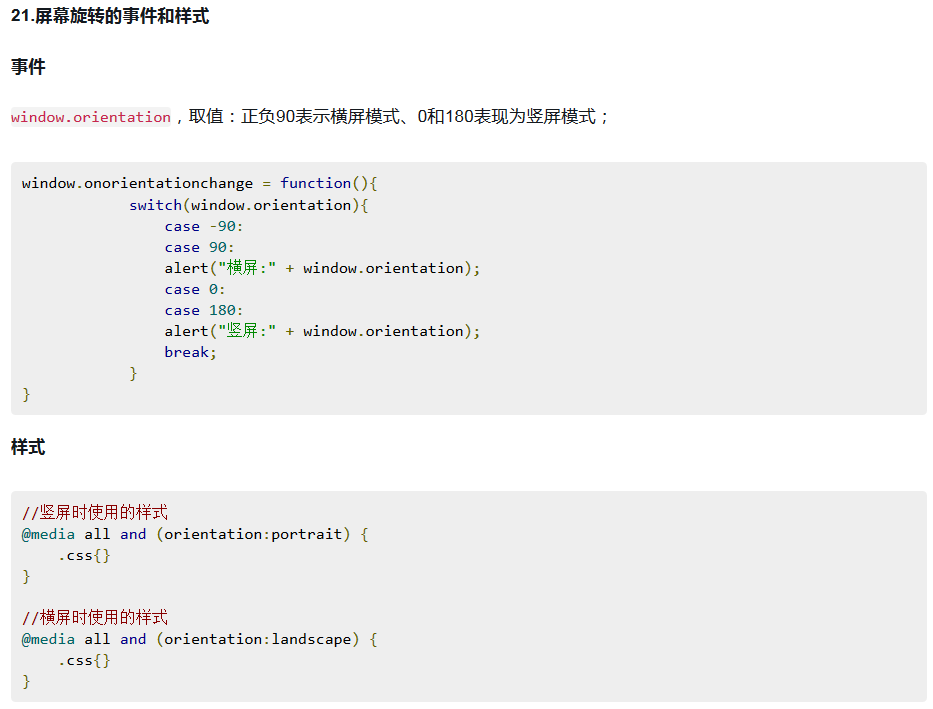 21.屏幕旋转的事件和样式
事件
window.orientation，取值：正负90表示横屏模式、0和180表现为竖屏模式；
window.onorientationchange = function(){
            switch(window.orientation){
                case -90:
                case 90:
                alert("横屏:" + window.orientation);
                case 0:
                case 180:
                alert("竖屏:" + window.orientation);
                break;
            }
}
样式
//竖屏时使用的样式
@media all and (orientation:portrait) {
    .css{}
}
//横屏时使用的样式
@media all and (orientation:landscape) {
    .css{}
}